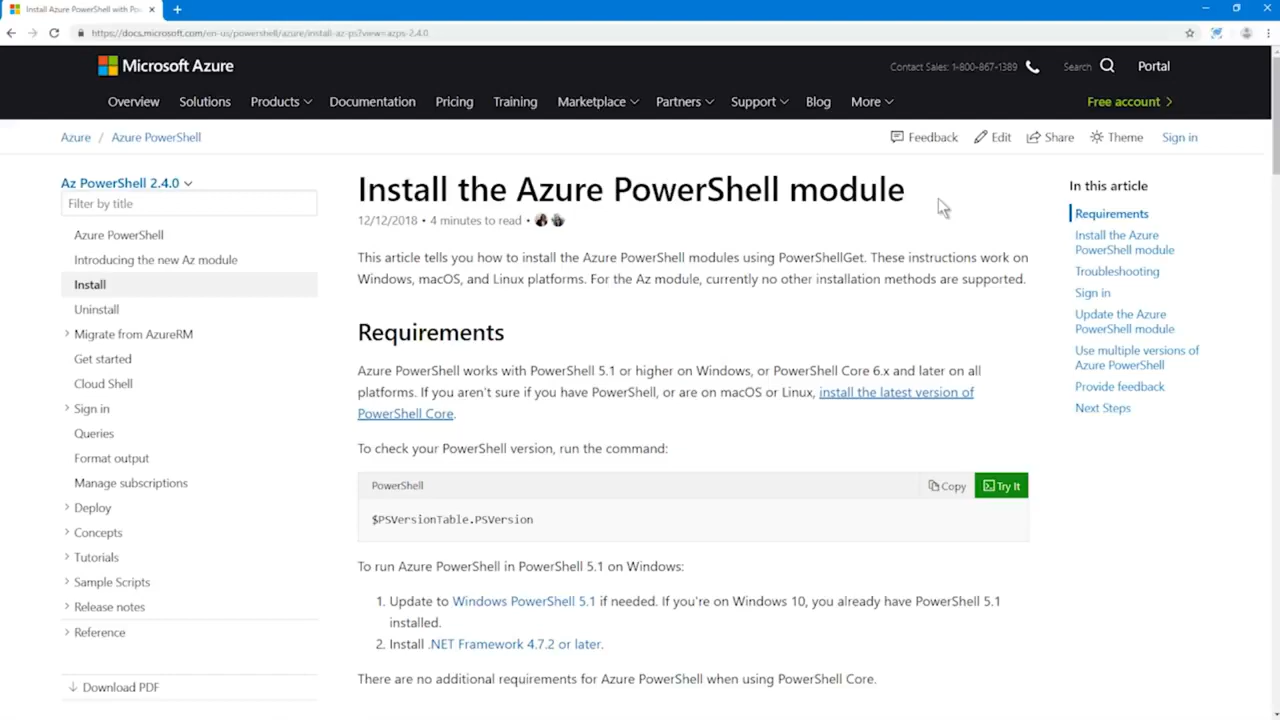 Install Azure PowerShell with Po
https://docs.microsoft.com/en-us/powershell/azure/install-az-ps?view=azps-2.4.0
Microsoft Azure
Contact Sales: 1-800-867-1389
Search
Portal
Overview
Solutions
Products
Documentation
Pricing
Training
Marketplace
Partners
Support
Blog
More
Free account
Azure / Azure PowerShell
Feedback
Edit
Share
Theme
Sign in
Az PowerShell 2.4.0
Filter by title
Azure PowerShell
Introducing the new Az module
Install
Uninstall
Migrate from AzureRM
Get started
Cloud Shell
Sign in
Queries
Format output
Manage subscriptions
Deploy
Concepts
Tutorials
Sample Scripts
Release notes
Reference
Download PDF
Install the Azure PowerShell module
12/12/2018 • 4 minutes to read •
This article tells you how to install the Azure PowerShell modules using PowerShellGet. These instructions work on
Windows, macOS, and Linux platforms. For the Az module, currently no other installation methods are supported.
Requirements
Azure PowerShell works with PowerShell 5.1 or higher on Windows, or PowerShell Core 6.x and later on all
platforms. If you aren't sure if you have PowerShell, or are on macOS or Linux, install the latest version of
PowerShell Core.
To check your PowerShell version, run the command:
PowerShell
Copy
Try It
$PSVersionTable.PSVersion
To run Azure PowerShell in PowerShell 5.1 on Windows:
1. Update to Windows PowerShell 5.1 if needed. If you're on Windows 10, you already have PowerShell 5.1
installed.
2. Install .NET Framework 4.7.2 or later.
There are no additional requirements for Azure PowerShell when using PowerShell Core.
In this article
Requirements
Install the Azure
PowerShell module
Troubleshooting
Sign in
Update the Azure
PowerShell module
Use multiple versions of
Azure PowerShell
Provide feedback
Next Steps